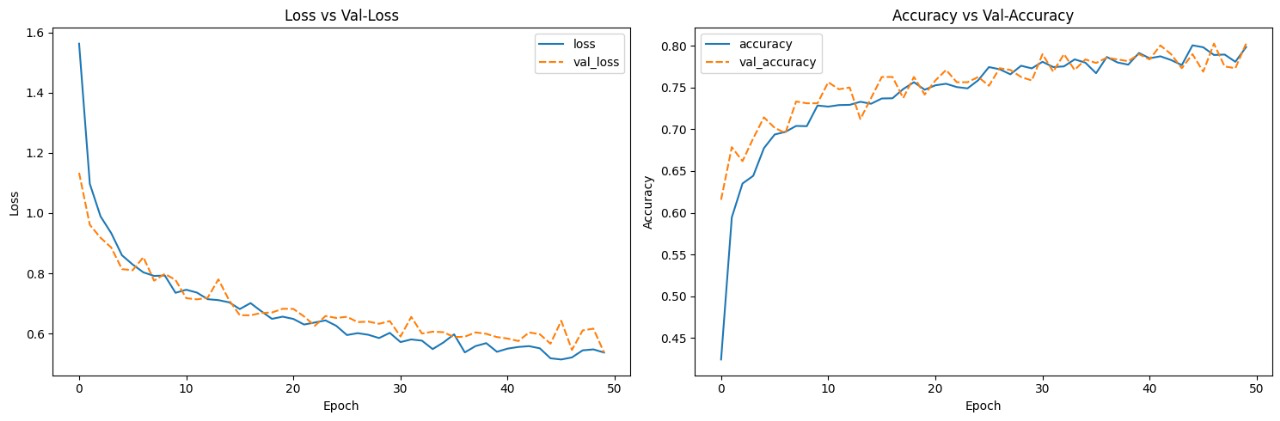 Loss vs Val-Loss
1.6
1.4
1.2
1.0
0.8
0.6
Loss
loss
val_loss
0 10 20 30 40 50
Epoch
Accuracy vs Val-Accuracy
0.80
0.75
0.70
0.65
0.60
0.55
0.50
0.45
Accuracy
accuracy
val_accuracy
0 10 20 30 40 50
Epoch